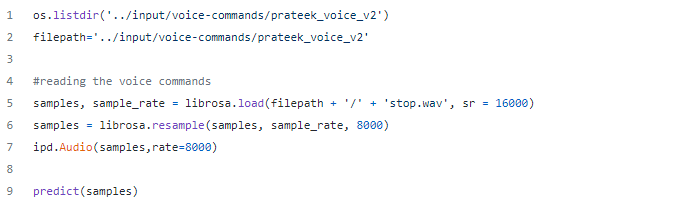 1 os.listdir('../input/voice-commands/prateek_voice_v2')
2 filepath='../input/voice-commands/prateek_voice_v2'
3
4 #reading the voice commands
5 samples, sample_rate = librosa.load(filepath + '/' + 'stop.wav', sr = 16000)
6 samples = librosa.resample(samples, sample_rate, 8000)
7 ipd.Audio(samples,rate=8000)
8
9 predict(samples)